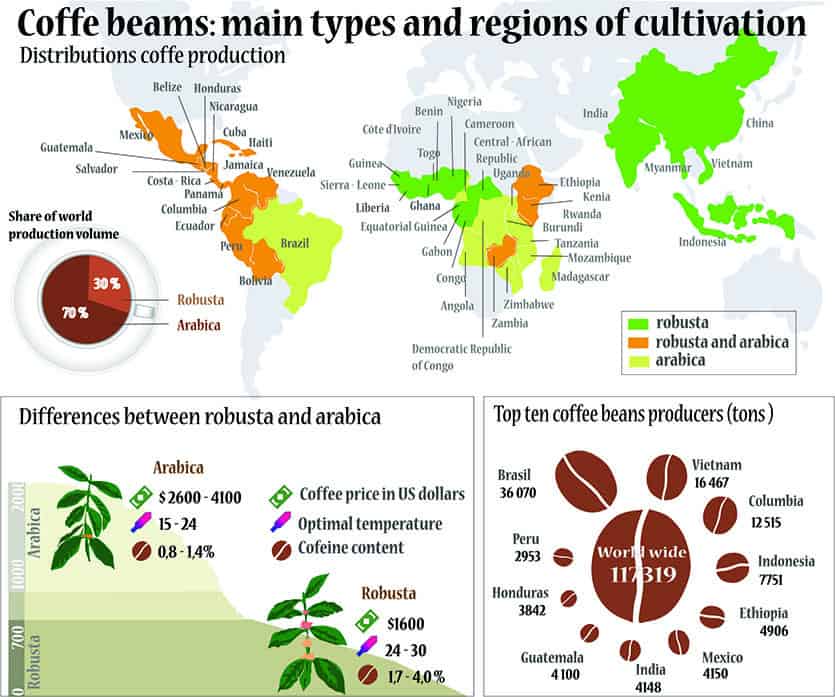 Coffe beams: main types and regions of cultivation
Distributions coffe production
Belize
Honduras
Nicaragua
Mexico
Cuba
Haiti
Guatemala
Jamaica
Salvador
Venezuela
Costa - Rica
Panamá
Columbia
Ecuador
Peru
Brazil
Bolivia
Nigeria
Benin
Cameroon
Côte d'Ivoire
Central - African
Republic
Togo
Guinea
Uganda
Sierra - Leone
Ethiopia
Liberia
Ghana
Kenia
Rwanda
Equatorial Guinea
Burundi
Gabon
Tanzania
Mozambique
Congo
Madagascar
Angola
Zimbabwe
Zambia
Democratic Republic
of Congo
India
China
Myanmar
Vietnam
Indonesia
Share of world
production volume
30 %
70 %
Robusta
Arabica
robusta
robusta and arabica
arabica
Differences between robusta and arabica
Arabica
$ 2600 - 4100
15 - 24
0,8 - 1,4%
Coffee price in US dollars
Optimal temperature
Cofeine content
Robusta
$1600
24 - 30
1,7 - 4,0 %
2000
Arabica
1000
700
Robusta
0
Top ten coffee beans producers (tons )
Brasil
36 070
Vietnam
16 467
Columbia
12 515
Peru
2953
World wide
117319
Indonesia
7751
Honduras
3842
Ethiopia
4906
Guatemala
4100
India
4148
Mexico
4150